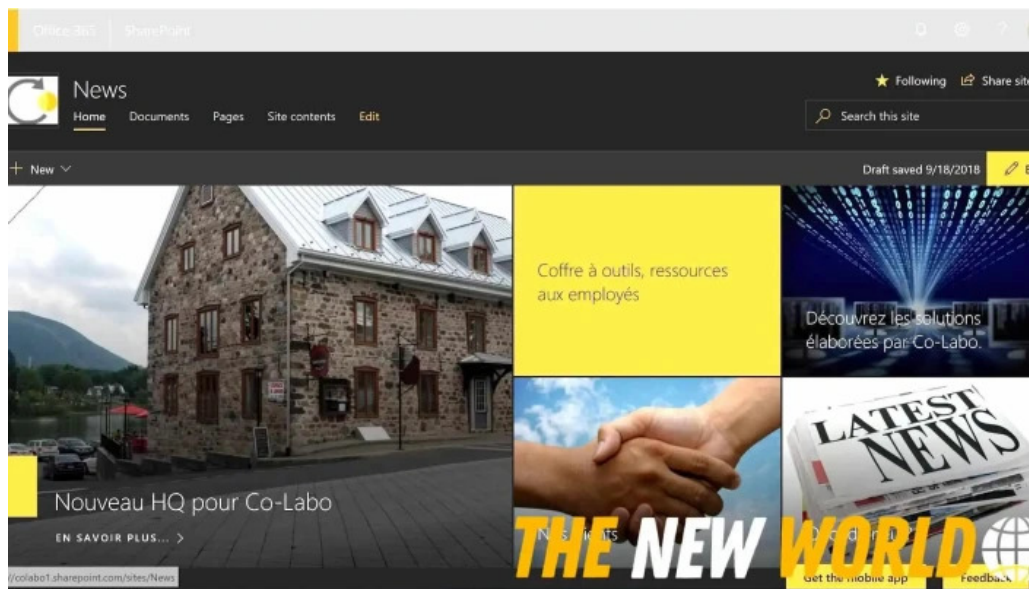 Office 365 SharePoint
News
Following Share site
Home Documents Pages Site contents Edit
Search this site
+ New
Draft saved 9/18/2018
Coffre à outils, ressources
aux employés
Découvrez les solutions
élaborées par Co-Labo.
LATEST
NEWS
Nouveau HQ pour Co-Labo
EN SAVOIR PLUS... >
Nos clients
THE NEW WORLD
Get the mobile app
Feedback
//colabo1.sharepoint.com/sites/News